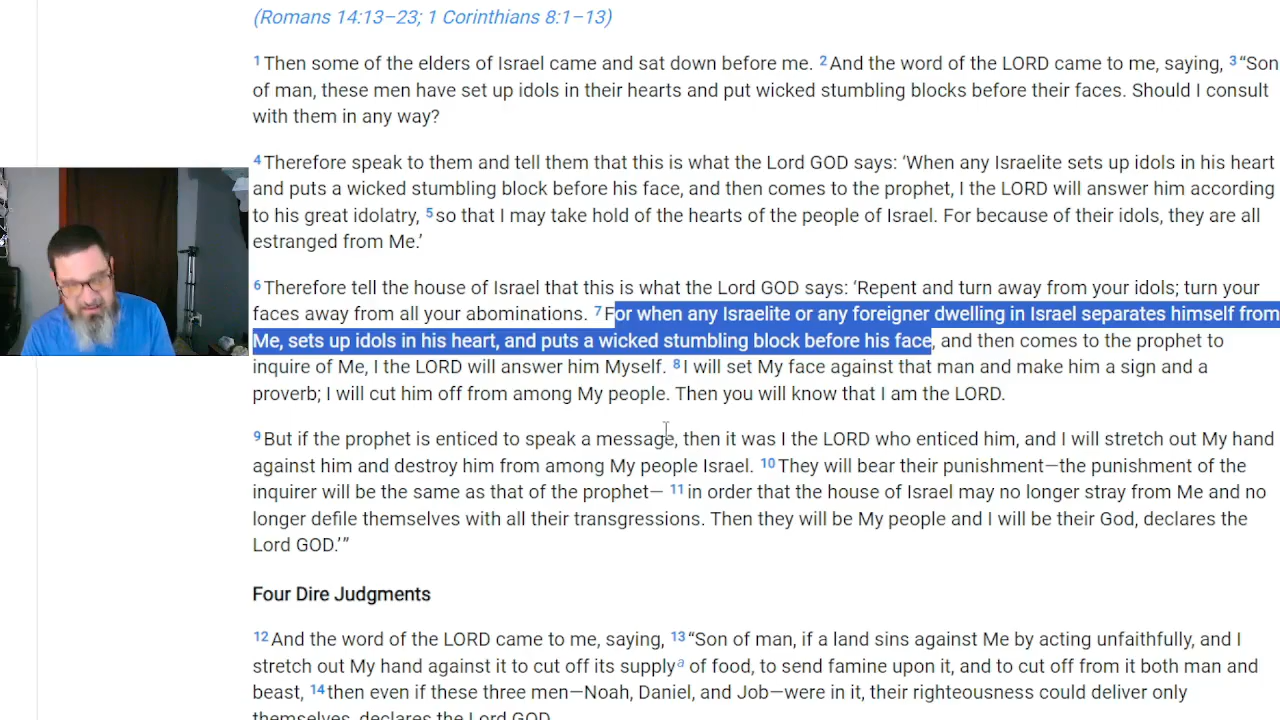 (Romans 14:13–23; 1 Corinthians 8:1–13)
1 Then some of the elders of Israel came and sat down before me. 2 And the word of the LORD came to me, saying, 3 “Son
of man, these men have set up idols in their hearts and put wicked stumbling blocks before their faces. Should I consult
with them in any way?
4 Therefore speak to them and tell them that this is what the Lord GOD says: ‘When any Israelite sets up idols in his heart
and puts a wicked stumbling block before his face, and then comes to the prophet, I the LORD will answer him according
to his great idolatry, 5 so that I may take hold of the hearts of the people of Israel. For because of their idols, they are all
estranged from Me.’
6 Therefore tell the house of Israel that this is what the Lord GOD says: ‘Repent and turn away from your idols; turn your
faces away from all your abominations. 7 For when any Israelite or any foreigner dwelling in Israel separates himself from
Me, sets up idols in his heart, and puts a wicked stumbling block before his face, and then comes to the prophet to
inquire of Me, I the LORD will answer him Myself. 8 I will set My face against that man and make him a sign and a
proverb; I will cut him off from among My people. Then you will know that I am the LORD.
9 But if the prophet is enticed to speak a message, then it was I the LORD who enticed him, and I will stretch out My hand
against him and destroy him from among My people Israel. 10 They will bear their punishment—the punishment of the
inquirer will be the same as that of the prophet— 11 in order that the house of Israel may no longer stray from Me and no
longer defile themselves with all their transgressions. Then they will be My people and I will be their God, declares the
Lord GOD.’”
Four Dire Judgments
12 And the word of the LORD came to me, saying, 13 “Son of man, if a land sins against Me by acting unfaithfully, and I
stretch out My hand against it to cut off its supply a of food, to send famine upon it, and to cut off from it both man and
beast, 14 then even if these three men—Noah, Daniel, and Job—were in it, their righteousness could deliver only
themselves, declares the Lord GOD.